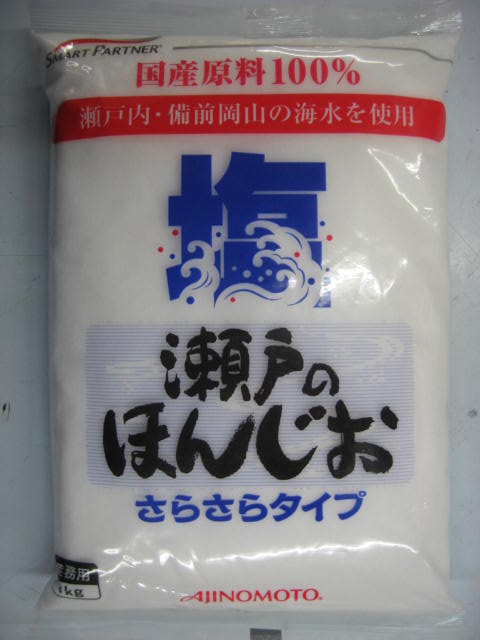 SMART PARTNER®
国産原料100%
瀬戸内・備前岡山の海水を使用
塩
瀬戸の
ほんじお
さらさらタイプ
業務用
1kg
AJINOMOTO®